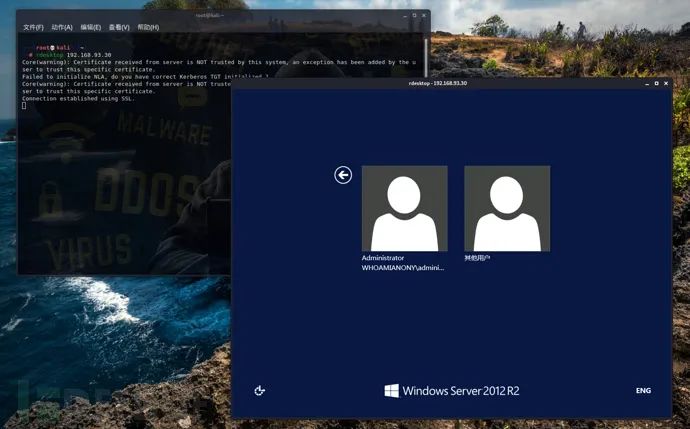 root@kali:~
文件(F) 动作(A) 编辑(E) 查看(V) 帮助(H)
root kali ~
# rdesktop 192.168.93.30
Core(warning): Certificate received from server is NOT trusted by this system, an exception has been added by the u
ser to trust this specific certificate.
Failed to initialize NLA, do you have correct Kerberos TGT initialized ?
Core(warning): Certificate received from server is NOT truste
ser to trust this specific certificate.
Connection established using SSL.
MALWARE
DDOS
VIRUS
rdesktop - 192.168.93.30
Administrator
WHOAMIANONY\admini...
其他用户
Windows Server 2012 R2
ENG